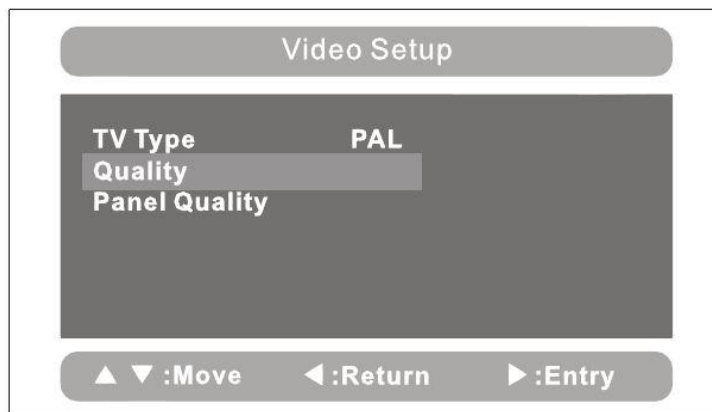 Video Setup
TV Type PAL
Quality
Panel Quality
▲ ▼ :Move ◀ :Return ▶ :Entry